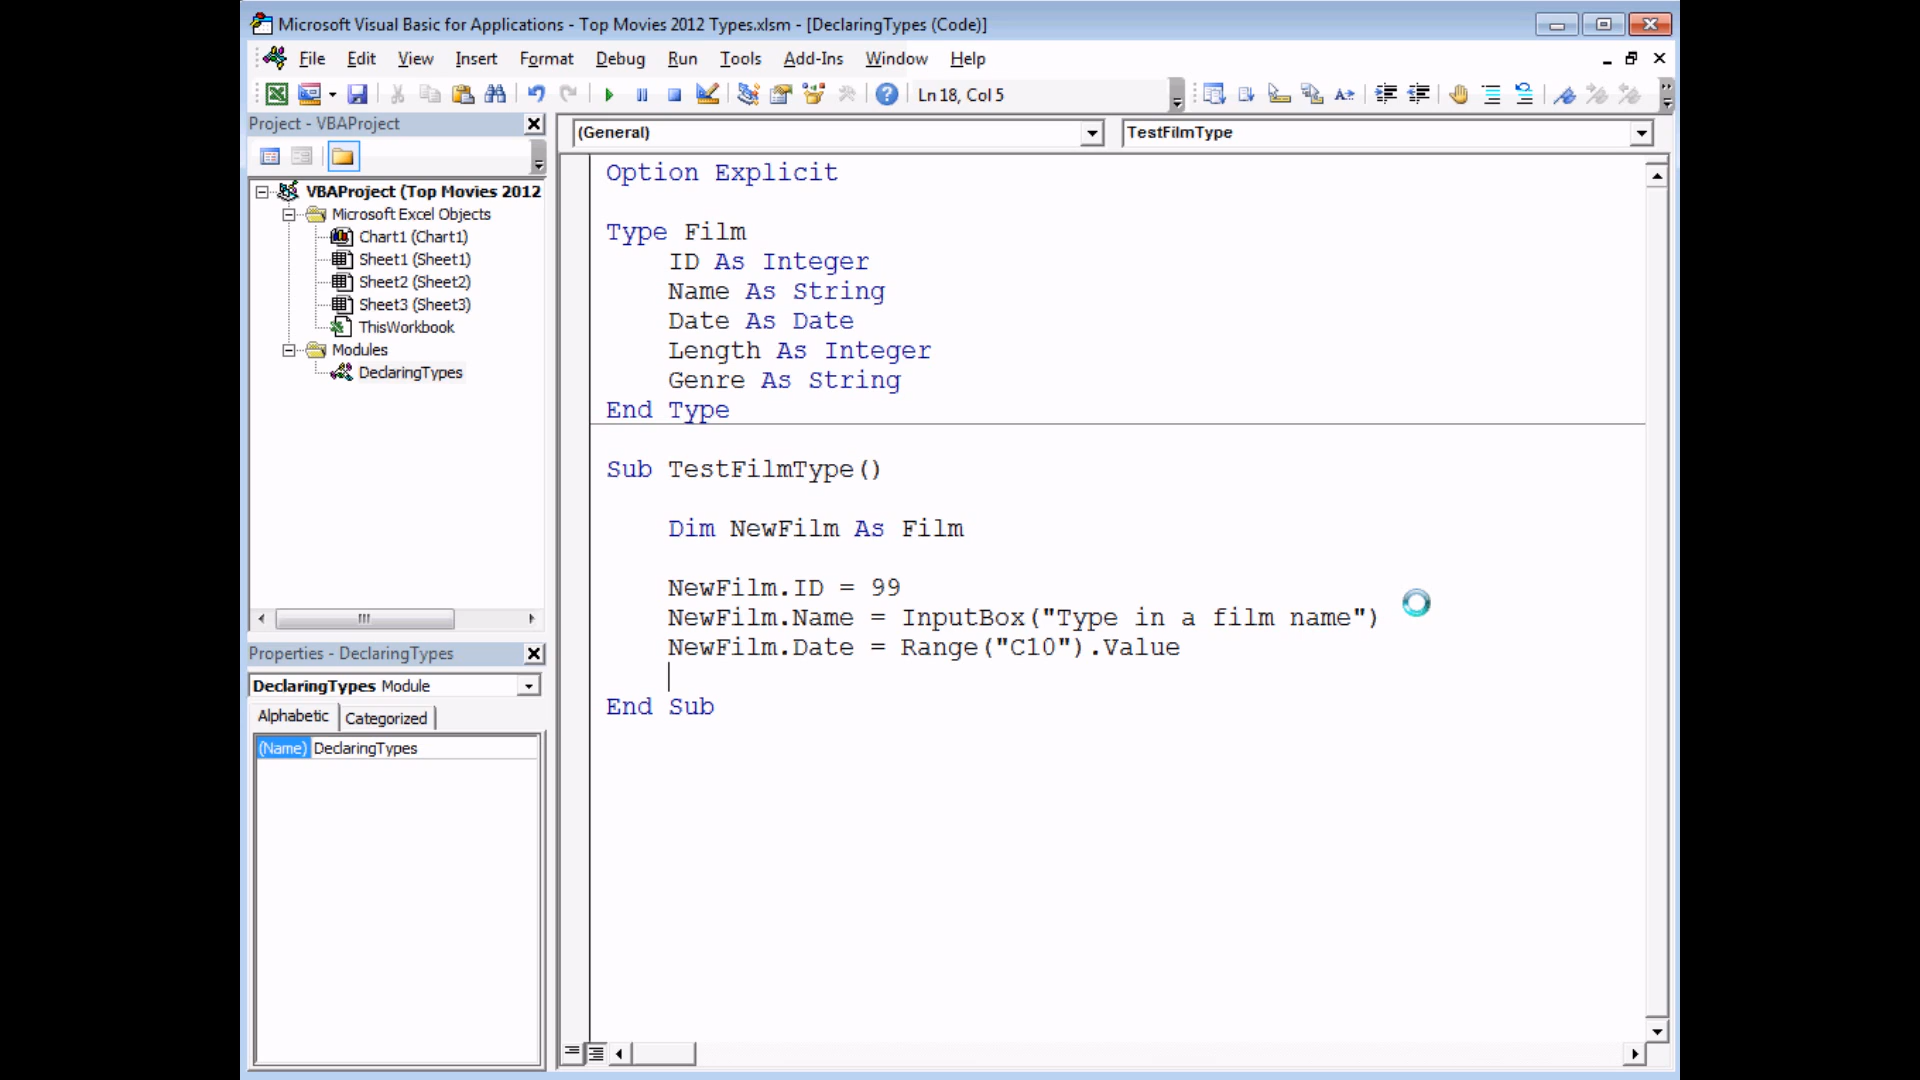 Microsoft Visual Basic for Applications - Top Movies 2012 Types.xlsm - [DeclaringTypes (Code)]
File Edit View Insert Format Debug Run Tools Add-Ins Window Help
Ln 18, Col 5
Project - VBAProject
(General)
TestFilmType
VBAProject (Top Movies 2012
Microsoft Excel Objects
Chart1 (Chart1)
Sheet1 (Sheet1)
Sheet2 (Sheet2)
Sheet3 (Sheet3)
ThisWorkbook
Modules
DeclaringTypes
Properties - DeclaringTypes
DeclaringTypes Module
Alphabetic Categorized
(Name) DeclaringTypes
Option Explicit
Type Film
ID As Integer
Name As String
Date As Date
Length As Integer
Genre As String
End Type
Sub TestFilmType()
Dim NewFilm As Film
NewFilm.ID = 99
NewFilm.Name = InputBox("Type in a film name")
NewFilm.Date = Range("C10").Value
End Sub